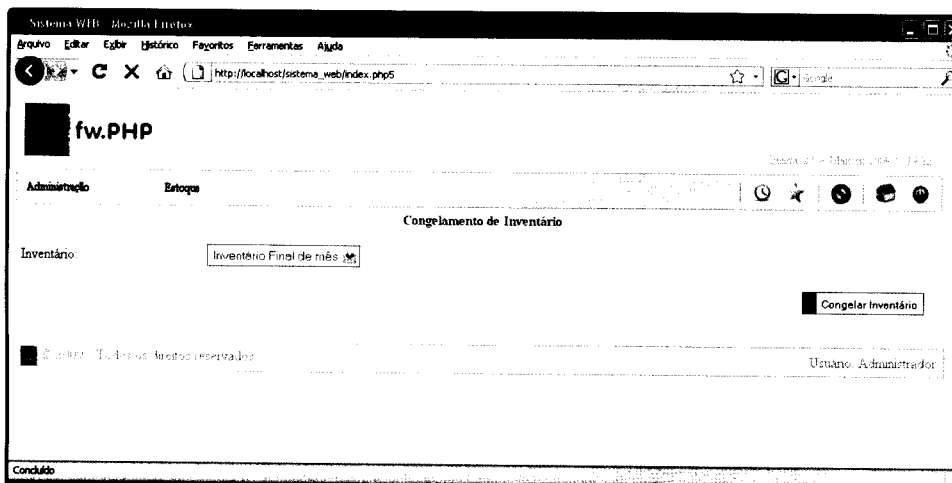 Sistema WEB - Mozilla Firefox
Arquivo Editar Exibir Histórico Favoritos Ferramentas Ajuda
http://localhost/sistema_web/index.php5
Google
fw.PHP
Administração Estoque
Congelamento de Inventário
Inventário: Inventário Final de mês
Congelar Inventário
Todos os direitos reservados
Usuário: Administrador
Concluído